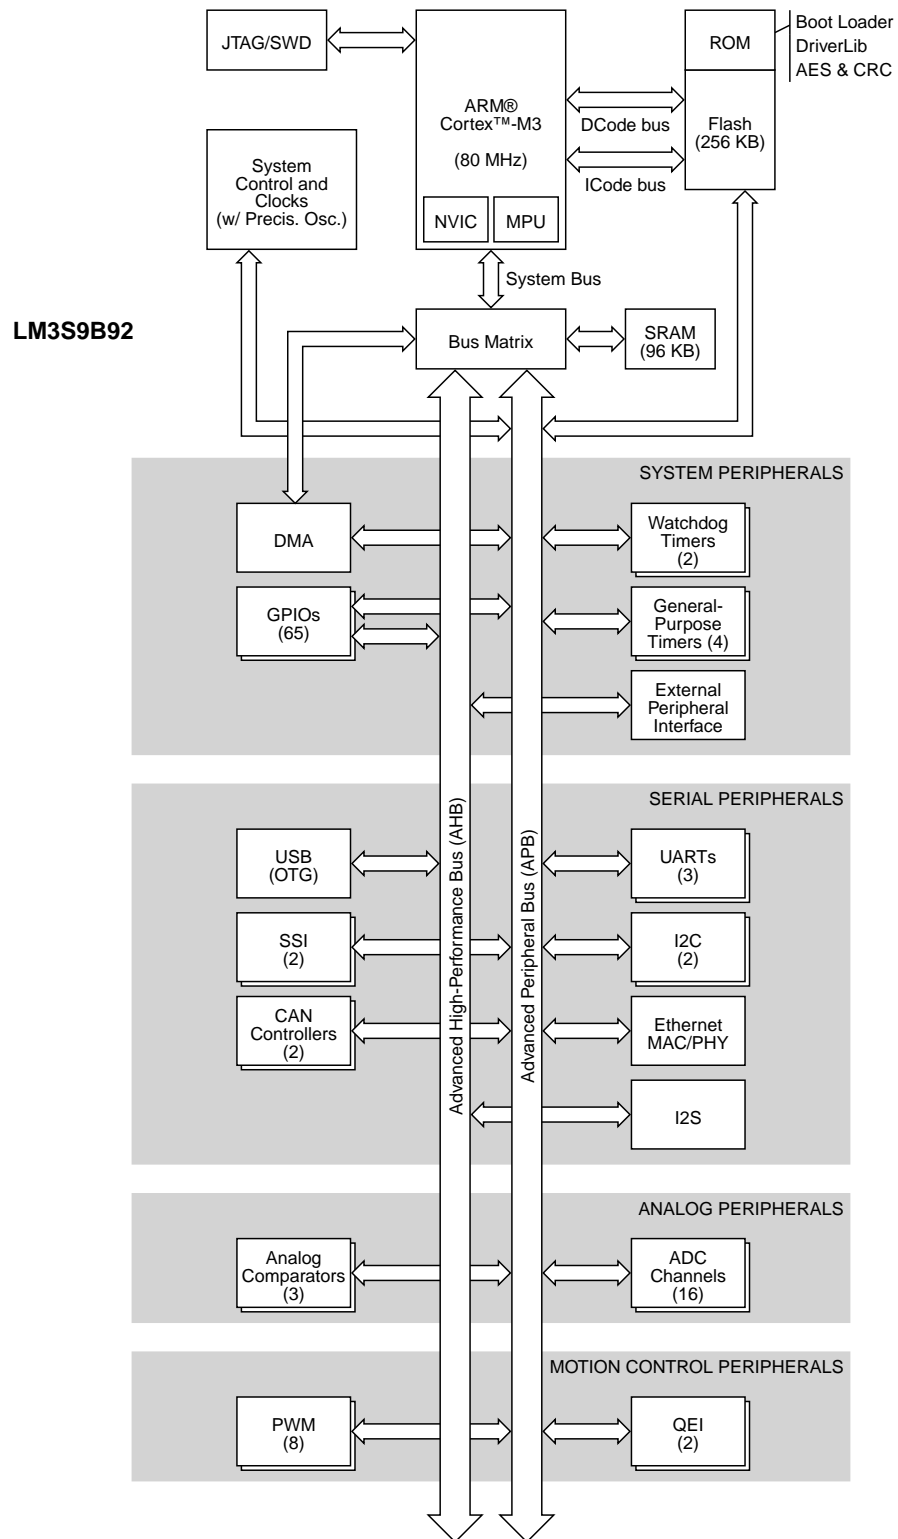 JTAG/SWD
ARM®
Cortex™-M3
(80 MHz)
NVIC
MPU
ROM
Boot Loader
DriverLib
AES & CRC
Flash
(256 KB)
DCode bus
ICode bus
System
Control and
Clocks
(w/ Precis. Osc.)
System Bus
LM3S9B92
Bus Matrix
SRAM
(96 KB)
SYSTEM PERIPHERALS
DMA
Watchdog
Timers
(2)
GPIOs
(65)
General-
Purpose
Timers (4)
External
Peripheral
Interface
Advanced High-Performance Bus (AHB)
Advanced Peripheral Bus (APB)
SERIAL PERIPHERALS
USB
(OTG)
UARTs
(3)
SSI
(2)
I2C
(2)
CAN
Controllers
(2)
Ethernet
MAC/PHY
I2S
ANALOG PERIPHERALS
Analog
Comparators
(3)
ADC
Channels
(16)
MOTION CONTROL PERIPHERALS
PWM
(8)
QEI
(2)